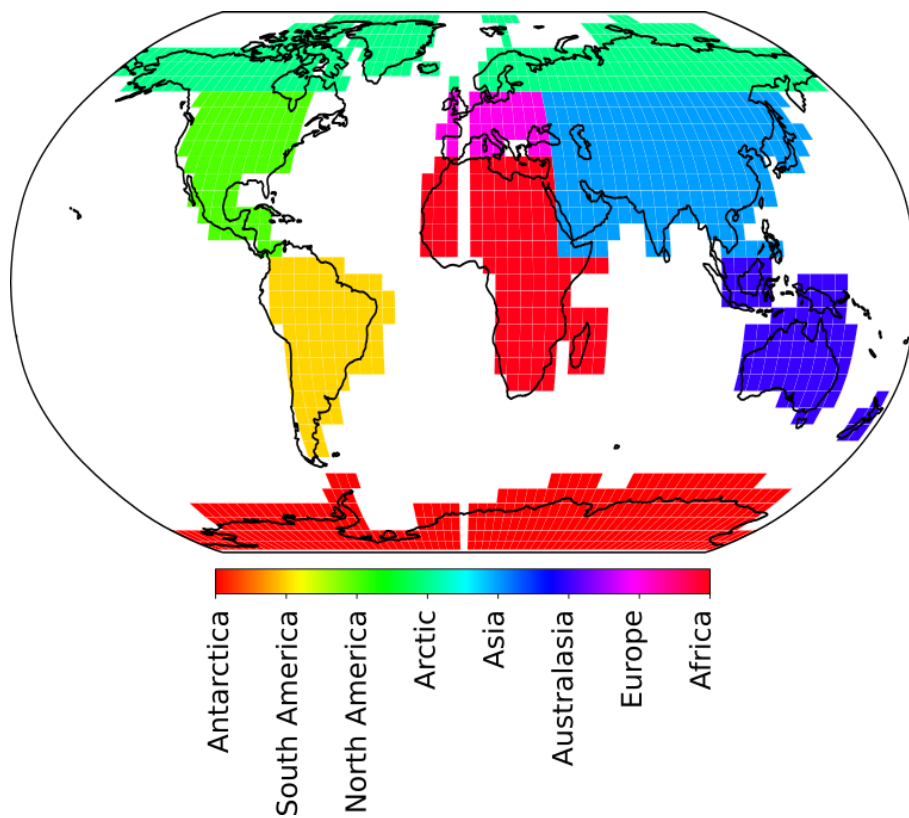 Antarctica
South America
North America
Arctic
Asia
Australasia
Europe
Africa